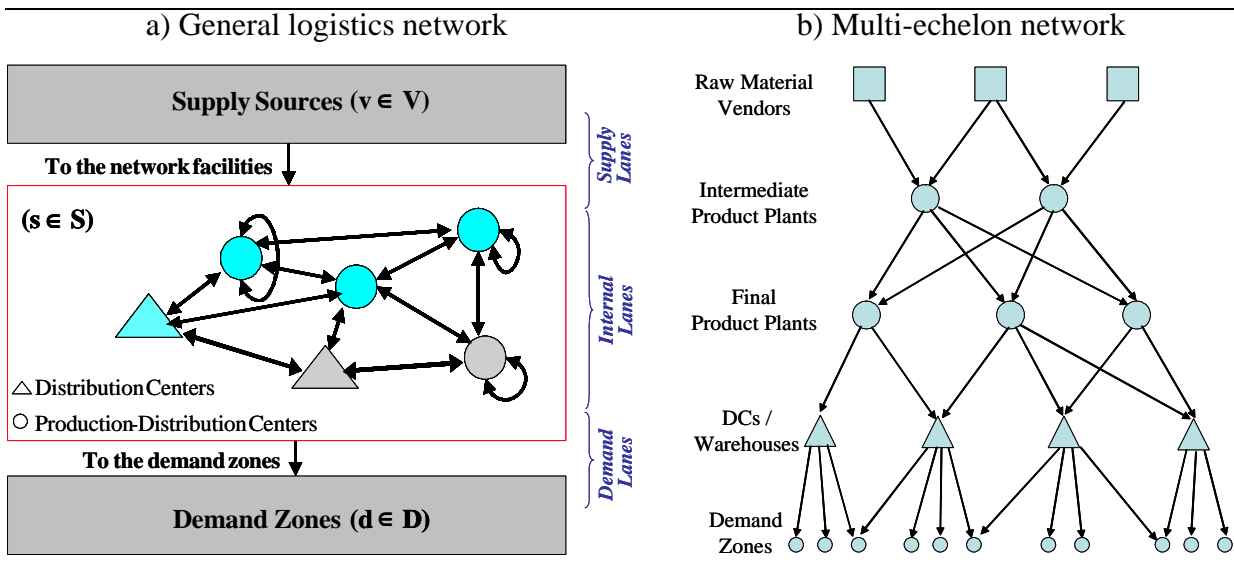 a) General logistics network
Supply Sources (v ∈ V)
To the network facilities
(s ∈ S)
△ Distribution Centers
○ Production-Distribution Centers
To the demand zones
Demand Zones (d ∈ D)
Supply
Lanes
Internal
Lanes
Demand
Lanes
b) Multi-echelon network
Raw Material
Vendors
Intermediate
Product Plants
Final
Product Plants
DCs /
Warehouses
Demand
Zones